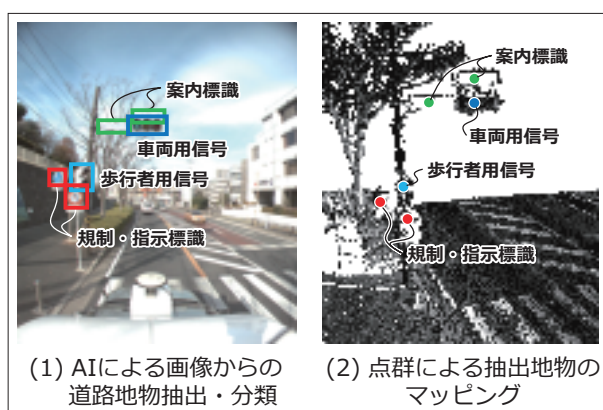 案内標識
車両用信号
歩行者用信号
規制・指示標識
(1) AIによる画像からの
道路地物抽出・分類
案内標識
車両用信号
歩行者用信号
規制・指示標識
(2) 点群による抽出地物の
マッピング